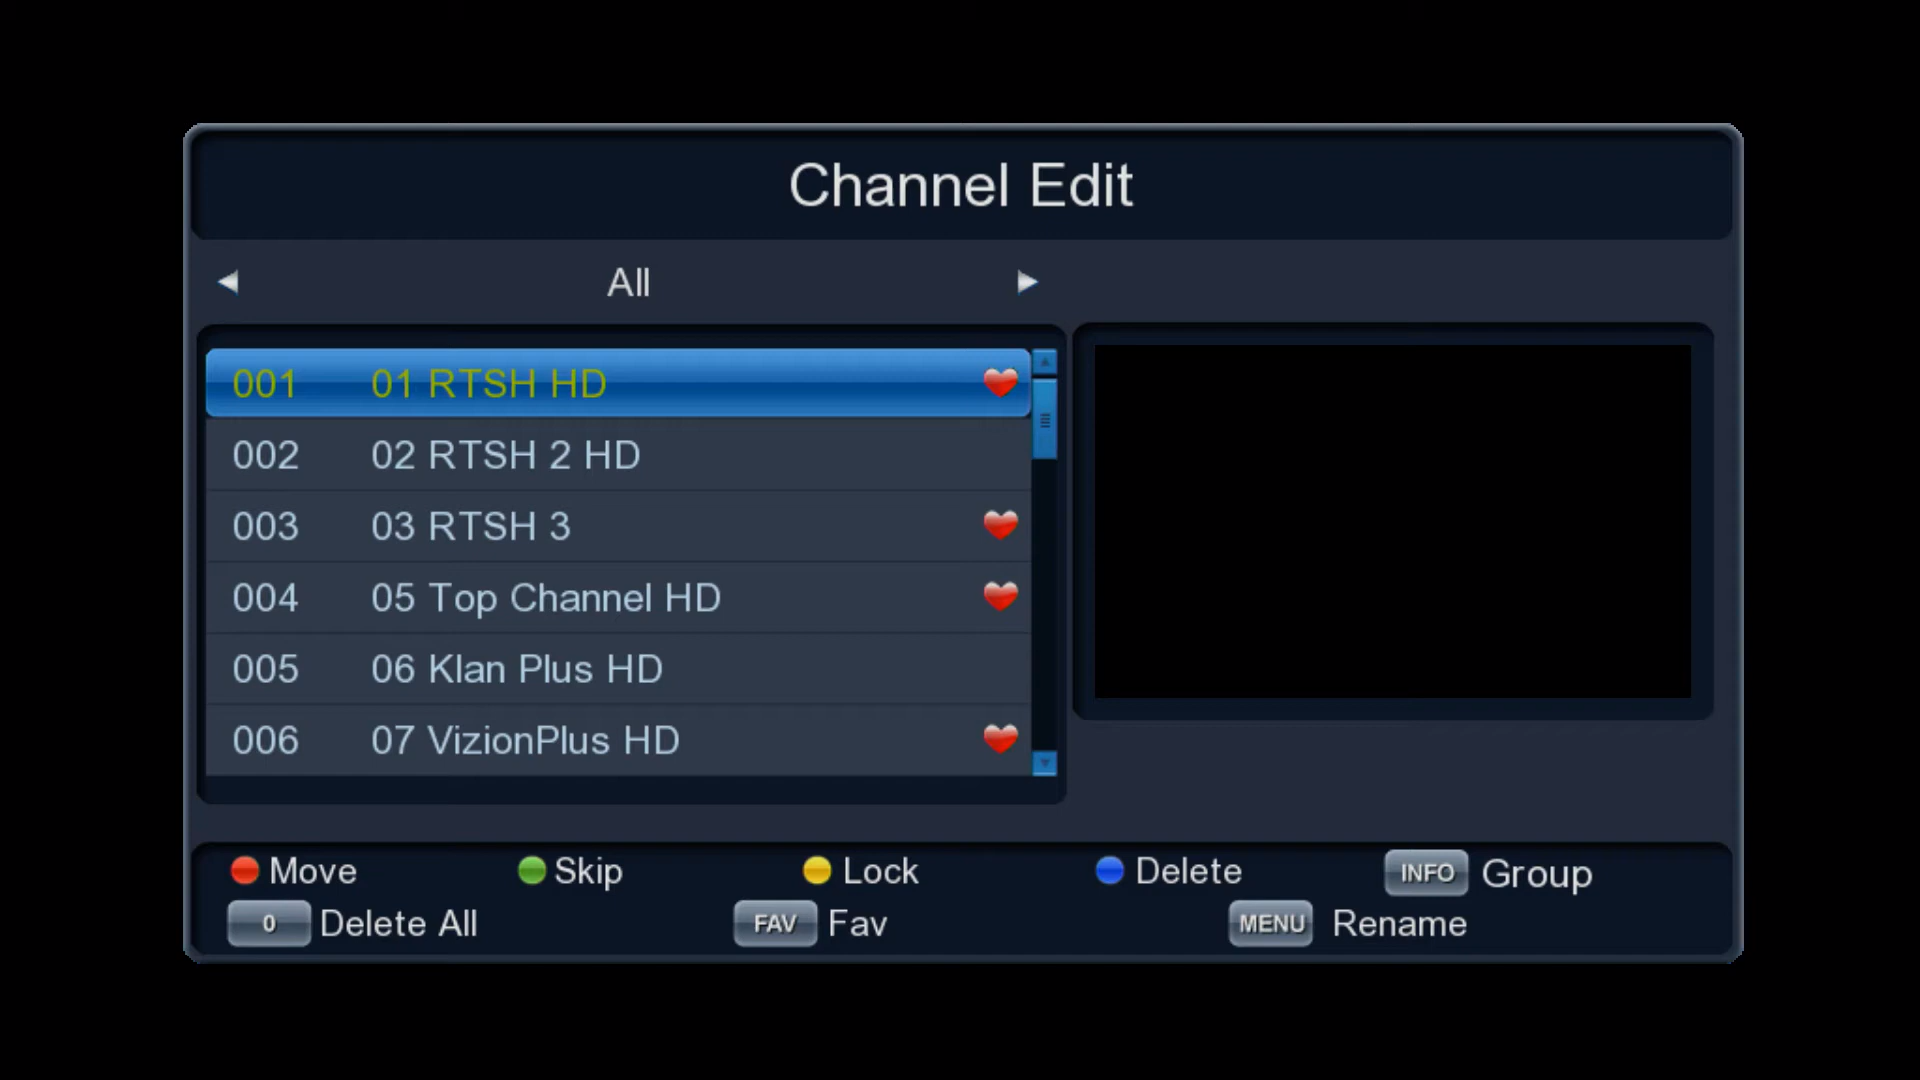 Channel Edit
All
001 01 RTSH HD
002 02 RTSH 2 HD
003 03 RTSH 3
004 05 Top Channel HD
005 06 Klan Plus HD
006 07 VizionPlus HD
Move Skip Lock Delete INFO Group
0 Delete All FAV Fav MENU Rename